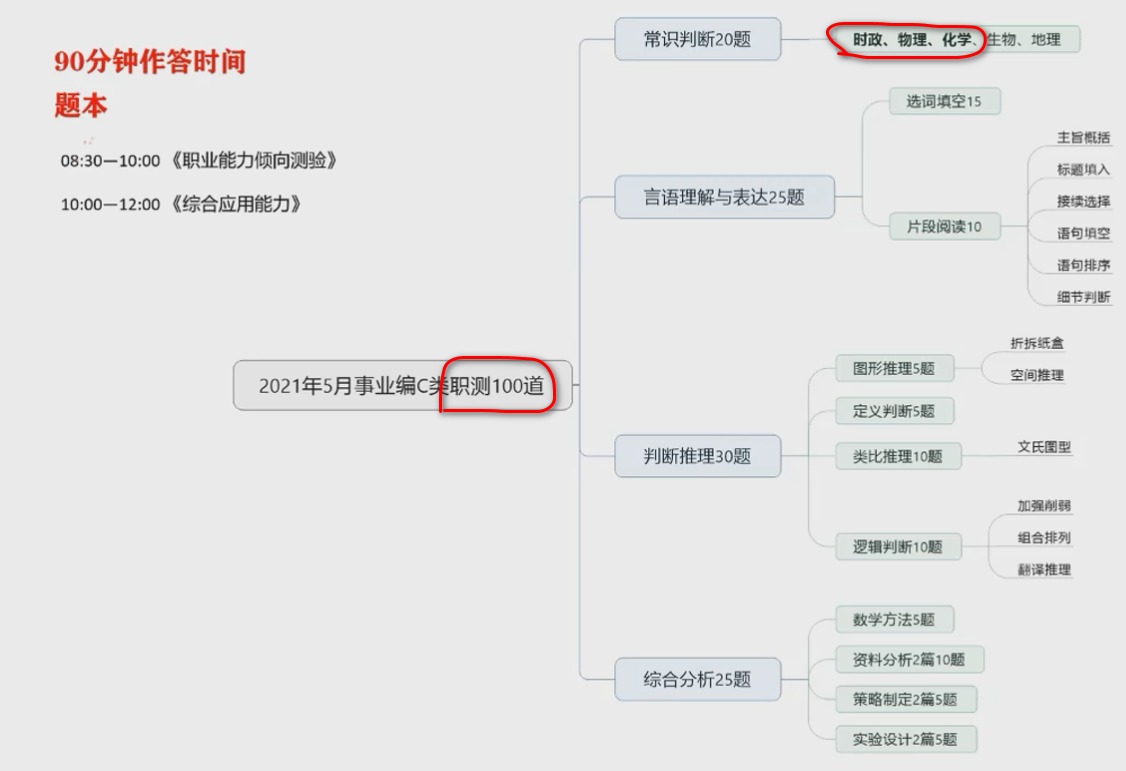 90分钟作答时间
题本
08:30—10:00 《职业能力倾向测验》
10:00—12:00 《综合应用能力》
2021年5月事业编C类职测100道
常识判断20题
时政、物理、化学、生物、地理
言语理解与表达25题
选词填空15
片段阅读10
主旨概括
标题填入
接续选择
语句填空
语句排序
细节判断
判断推理30题
图形推理5题
折拆纸盒
空间推理
定义判断5题
类比推理10题
文氏图型
逻辑判断10题
加强削弱
组合排列
翻译推理
综合分析25题
数学方法5题
资料分析2篇10题
策略制定2篇5题
实验设计2篇5题